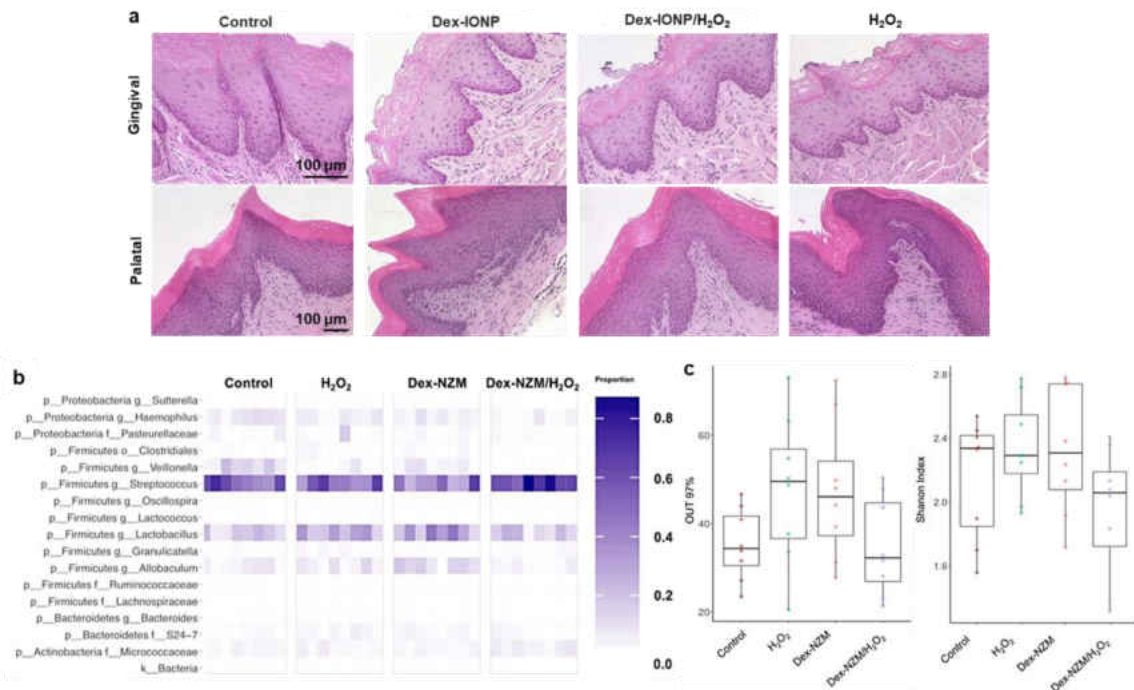 a
Control Dex-IONP Dex-IONP/H₂O₂ H₂O₂
Gingival
100 µm
Palatal
100 µm
b
Control H₂O₂ Dex-NZM Dex-NZM/H₂O₂
p__Proteobacteria g__Sutterella
p__Proteobacteria g__Haemophilus
p__Proteobacteria f__Pasteurellaceae
p__Firmicutes o__Clostridiales
p__Firmicutes g__Veillonella
p__Firmicutes g__Streptococcus
p__Firmicutes g__Oscillospira
p__Firmicutes g__Lactococcus
p__Firmicutes g__Lactobacillus
p__Firmicutes g__Granulicatella
p__Firmicutes g__Allobaculum
p__Firmicutes f__Ruminococcaceae
p__Firmicutes f__Lachnospiraceae
p__Bacteroidetes g__Bacteroides
p__Bacteroidetes f__S24-7
p__Actinobacteria f__Micrococcaceae
k__Bacteria
Proportion
0.8
0.6
0.4
0.2
0.0
c
OUT 97%
60
40
20
Control H₂O₂ Dex-NZM Dex-NZM/H₂O₂
Shanon Index
2.8
2.4
2.0
1.6
Control H₂O₂ Dex-NZM Dex-NZM/H₂O₂